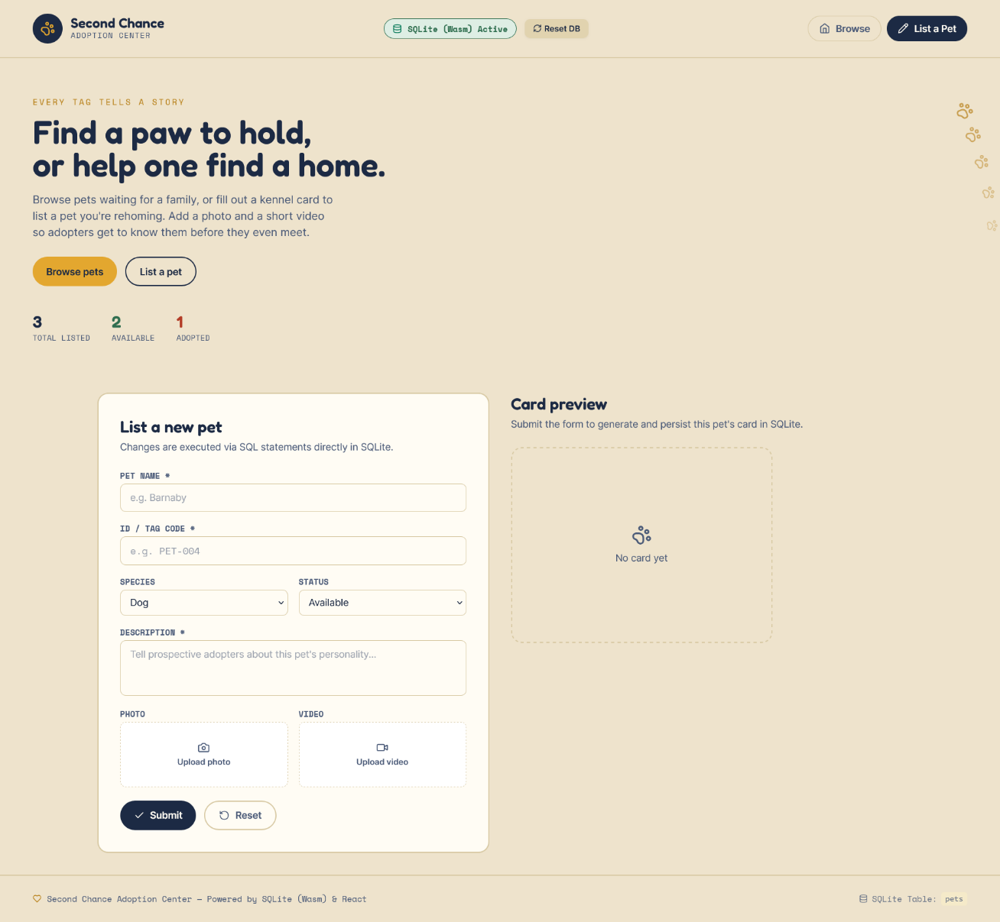 Second Chance
ADOPTION CENTER
SQLite (Wasm) Active
Reset DB
Browse
List a Pet
EVERY TAG TELLS A STORY
Find a paw to hold,
or help one find a home.
Browse pets waiting for a family, or fill out a kennel card to
list a pet you're rehoming. Add a photo and a short video
so adopters get to know them before they even meet.
Browse pets
List a pet
3
TOTAL LISTED
2
AVAILABLE
1
ADOPTED
List a new pet
Changes are executed via SQL statements directly in SQLite.
PET NAME *
e.g. Barnaby
ID / TAG CODE *
e.g. PET-004
SPECIES
Dog
STATUS
Available
DESCRIPTION *
Tell prospective adopters about this pet's personality...
PHOTO
Upload photo
VIDEO
Upload video
Submit
Reset
Card preview
Submit the form to generate and persist this pet's card in SQLite.
No card yet
Second Chance Adoption Center — Powered by SQLite (Wasm) & React
SQLite Table: pets